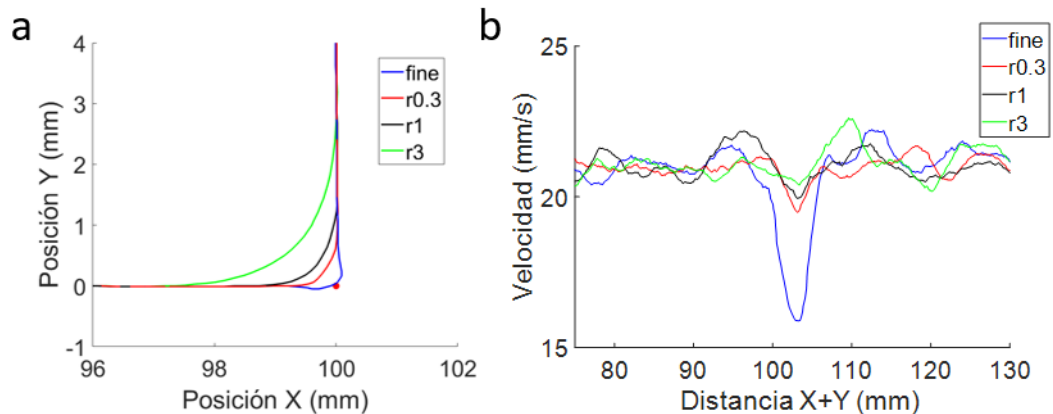 a
4
3
2
1
0
-1
96
98
100
102
Posición Y (mm)
Posición X (mm)
fine
r0.3
r1
r3
b
25
20
15
80
90
100
110
120
130
Velocidad (mm/s)
Distancia X+Y (mm)
fine
r0.3
r1
r3